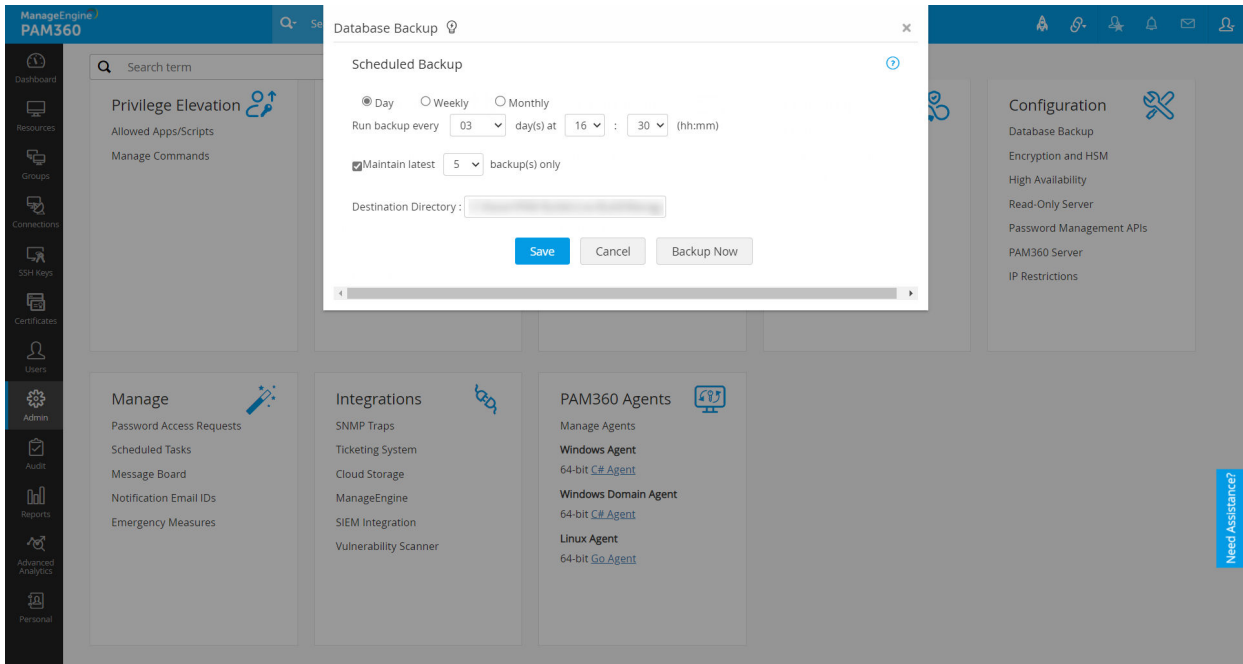 ManageEngine
PAM360
Se
Database Backup
Scheduled Backup
Day Weekly Monthly
Run backup every 03 day(s) at 16 : 30 (hh:mm)
Maintain latest 5 backup(s) only
Destination Directory :
Save Cancel Backup Now
Dashboard
Resources
Groups
Connections
SSH Keys
Certificates
Users
Admin
Audit
Reports
Advanced
Analytics
Personal
Search term
Privilege Elevation
Allowed Apps/Scripts
Manage Commands
Configuration
Database Backup
Encryption and HSM
High Availability
Read-Only Server
Password Management APIs
PAM360 Server
IP Restrictions
Manage
Password Access Requests
Scheduled Tasks
Message Board
Notification Email IDs
Emergency Measures
Integrations
SNMP Traps
Ticketing System
Cloud Storage
ManageEngine
SIEM Integration
Vulnerability Scanner
PAM360 Agents
Manage Agents
Windows Agent
64-bit C# Agent
Windows Domain Agent
64-bit C# Agent
Linux Agent
64-bit Go Agent
Need Assistance?